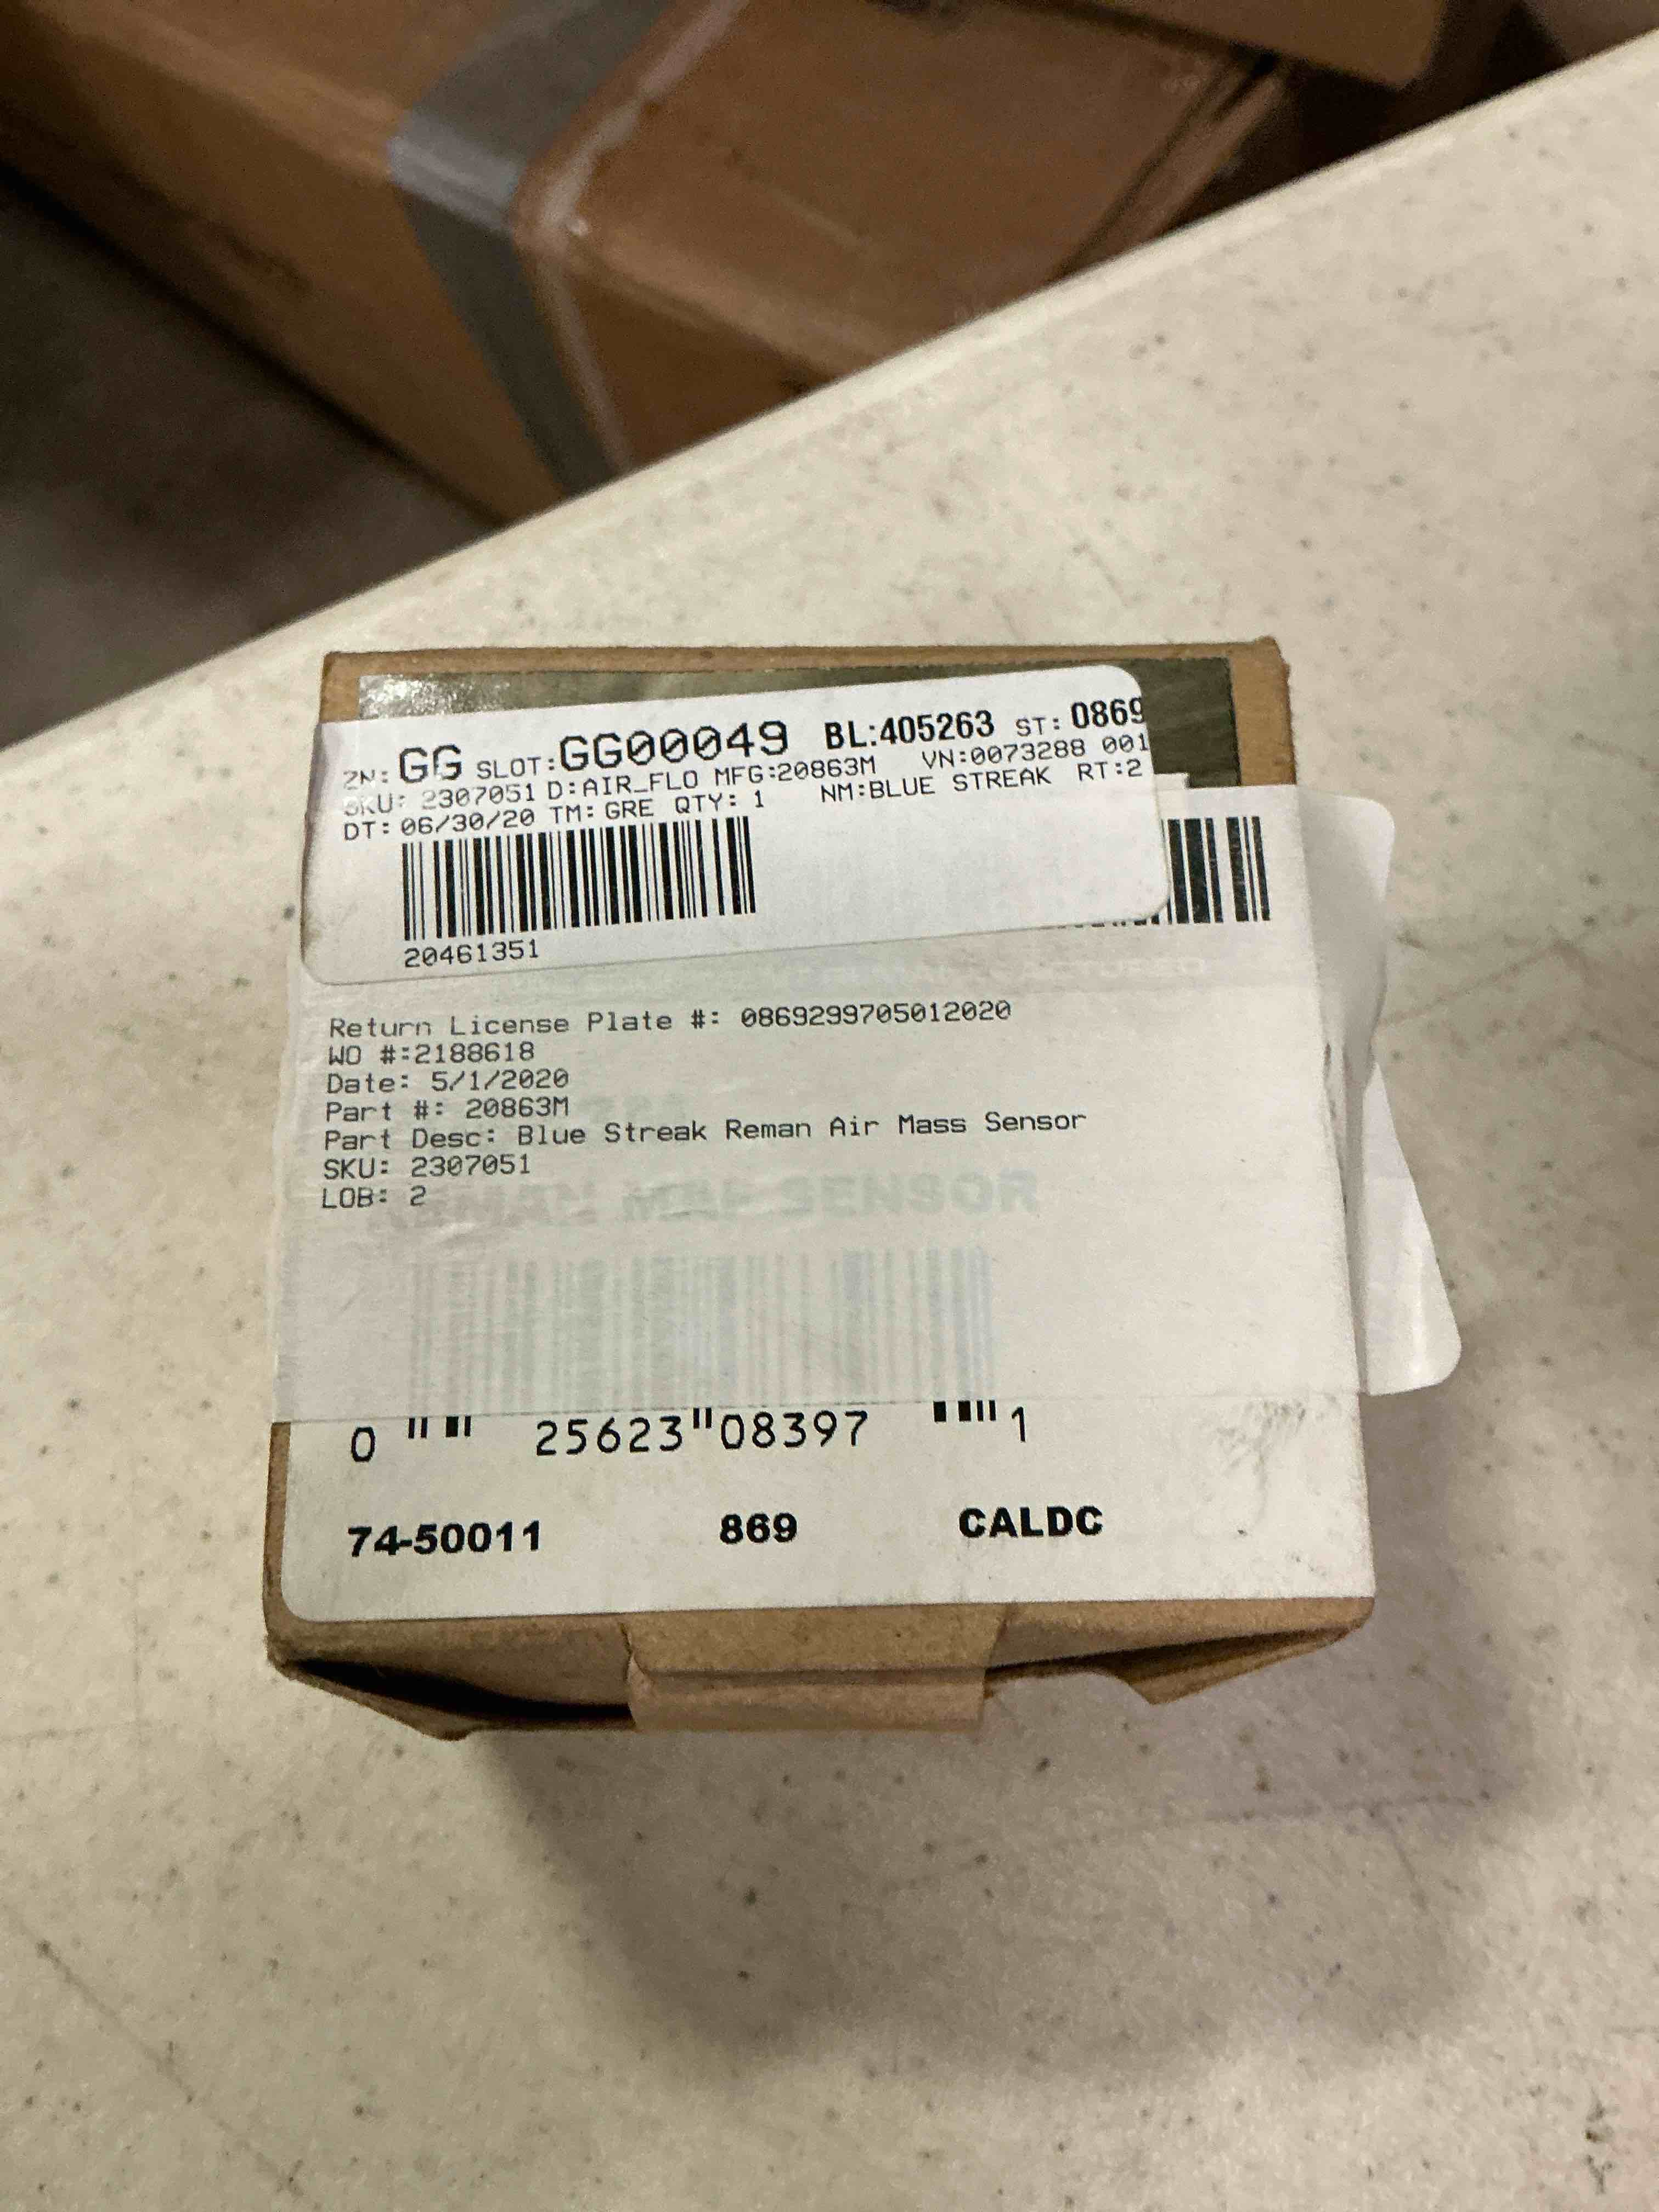 ZN: GG SLOT:GG00049 BL:405263 ST: 0869
SKU: 2307051 D:AIR_FLO MFG:20863M VN:0073288 001
DT: 06/30/20 TM: GRE QTY: 1 NM:BLUE STREAK RT:2
20461351
Return License Plate #: 0869299705012020
WO #:2188618
Date: 5/1/2020
Part #: 20863M
Part Desc: Blue Streak Reman Air Mass Sensor
SKU: 2307051
LOB: 2
REMAN MAF SENSOR
0 25623 08397 1
74-50011 869 CALDC